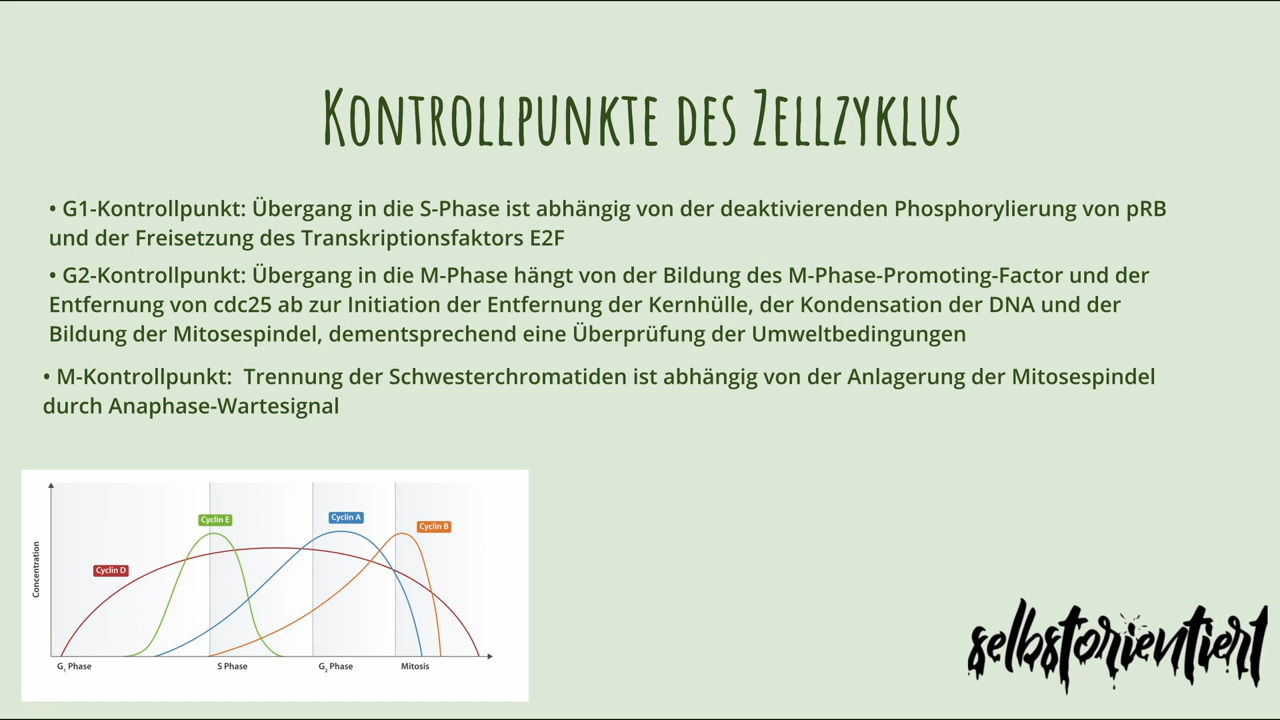 Kontrollpunkte des Zellzyklus
• G1-Kontrollpunkt: Übergang in die S-Phase ist abhängig von der deaktivierenden Phosphorylierung von pRB
und der Freisetzung des Transkriptionsfaktors E2F
• G2-Kontrollpunkt: Übergang in die M-Phase hängt von der Bildung des M-Phase-Promoting-Factor und der
Entfernung von cdc25 ab zur Initiation der Entfernung der Kernhülle, der Kondensation der DNA und der
Bildung der Mitosespindel, dementsprechend eine Überprüfung der Umweltbedingungen
• M-Kontrollpunkt: Trennung der Schwesterchromatiden ist abhängig von der Anlagerung der Mitosespindel
durch Anaphase-Wartesignal
Concentration
Cyclin D
Cyclin E
Cyclin A
Cyclin B
G1 Phase
S Phase
G2 Phase
Mitosis
selbstorientiert